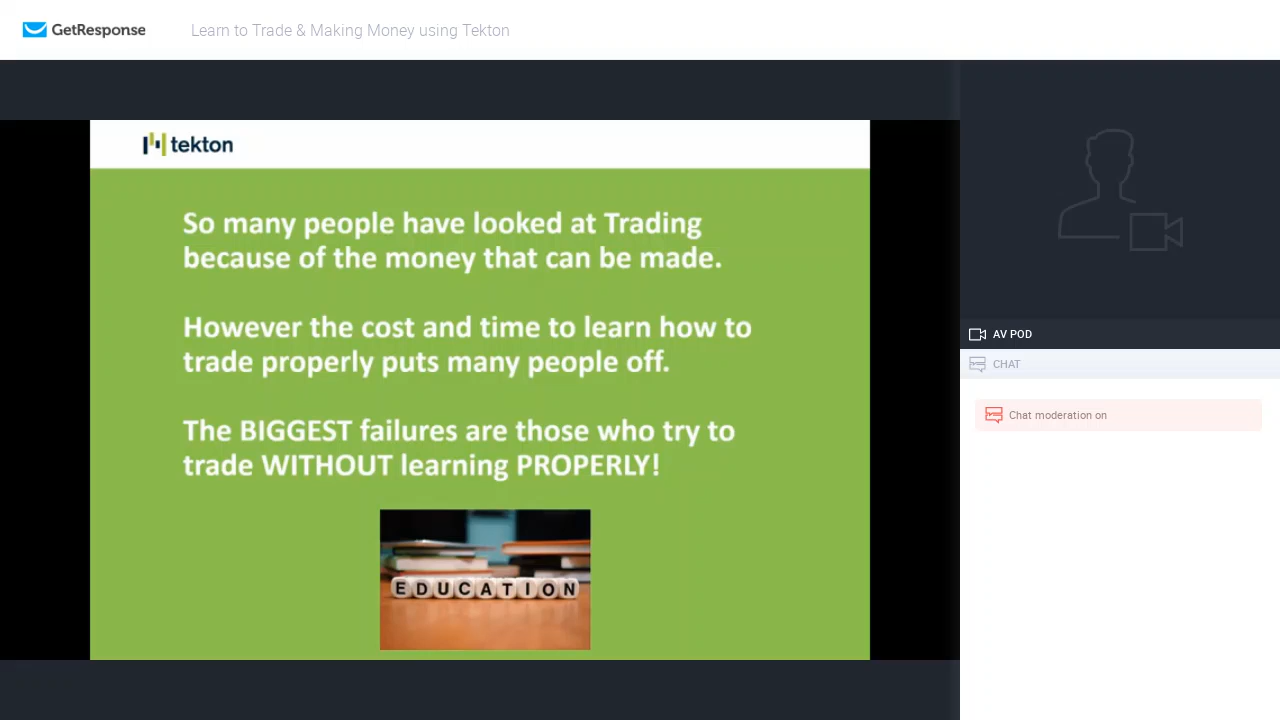 GetResponse
Learn to Trade & Making Money using Tekton
tekton
So many people have looked at Trading
because of the money that can be made.
However the cost and time to learn how to
trade properly puts many people off.
The BIGGEST failures are those who try to
trade WITHOUT learning PROPERLY!
EDUCATION
AV POD
CHAT
Chat moderation on